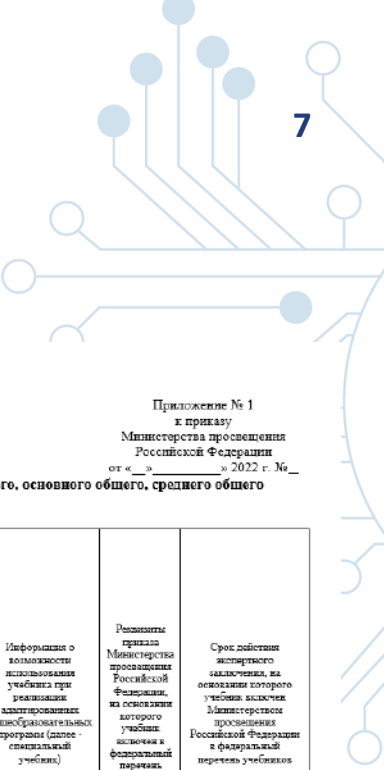 7
Приложение № 1
к приказу
Министерства просвещения
Российской Федерации
от «__»__________» 2022 г. №__
го, основного общего, среднего общего
Информация о
возможности
использования
учебника при
реализации
адаптированных
щеобразовательных
программ (далее -
специальный
учебник)
Реквизиты
приказа
Министерства
просвещения
Российской
Федерации,
на основании
которого
учебник
включен в
федеральный
перечень
Срок действия
экспертного
заключения, на
основании которого
учебник включен
Министерством
просвещения
Российской Федерации
в федеральный
перечень учебников